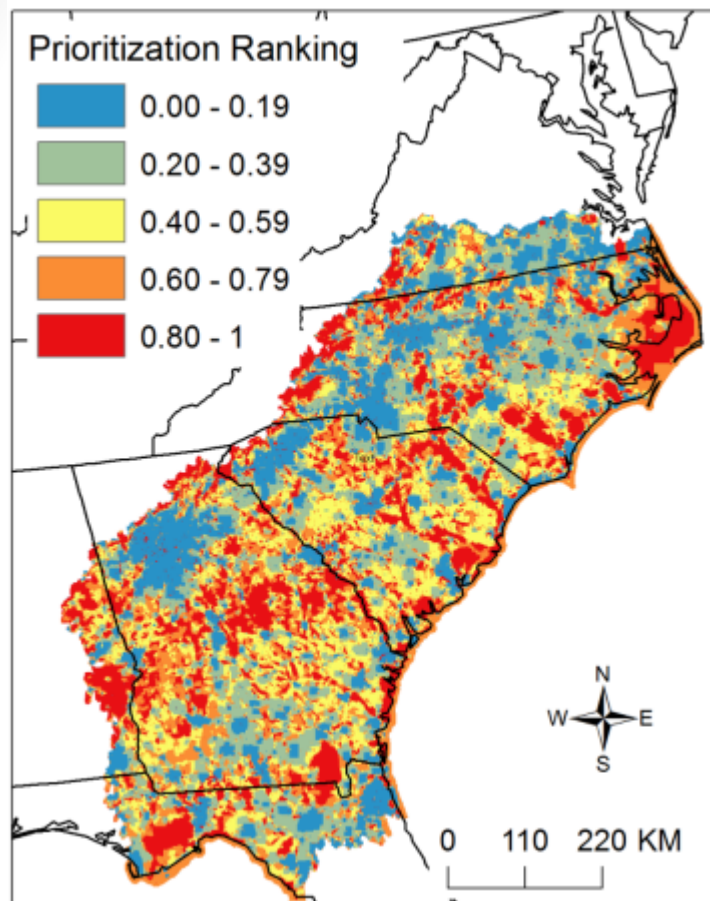 Prioritization Ranking
0.00 - 0.19
0.20 - 0.39
0.40 - 0.59
0.60 - 0.79
0.80 - 1
N
W E
S
0 110 220 KM